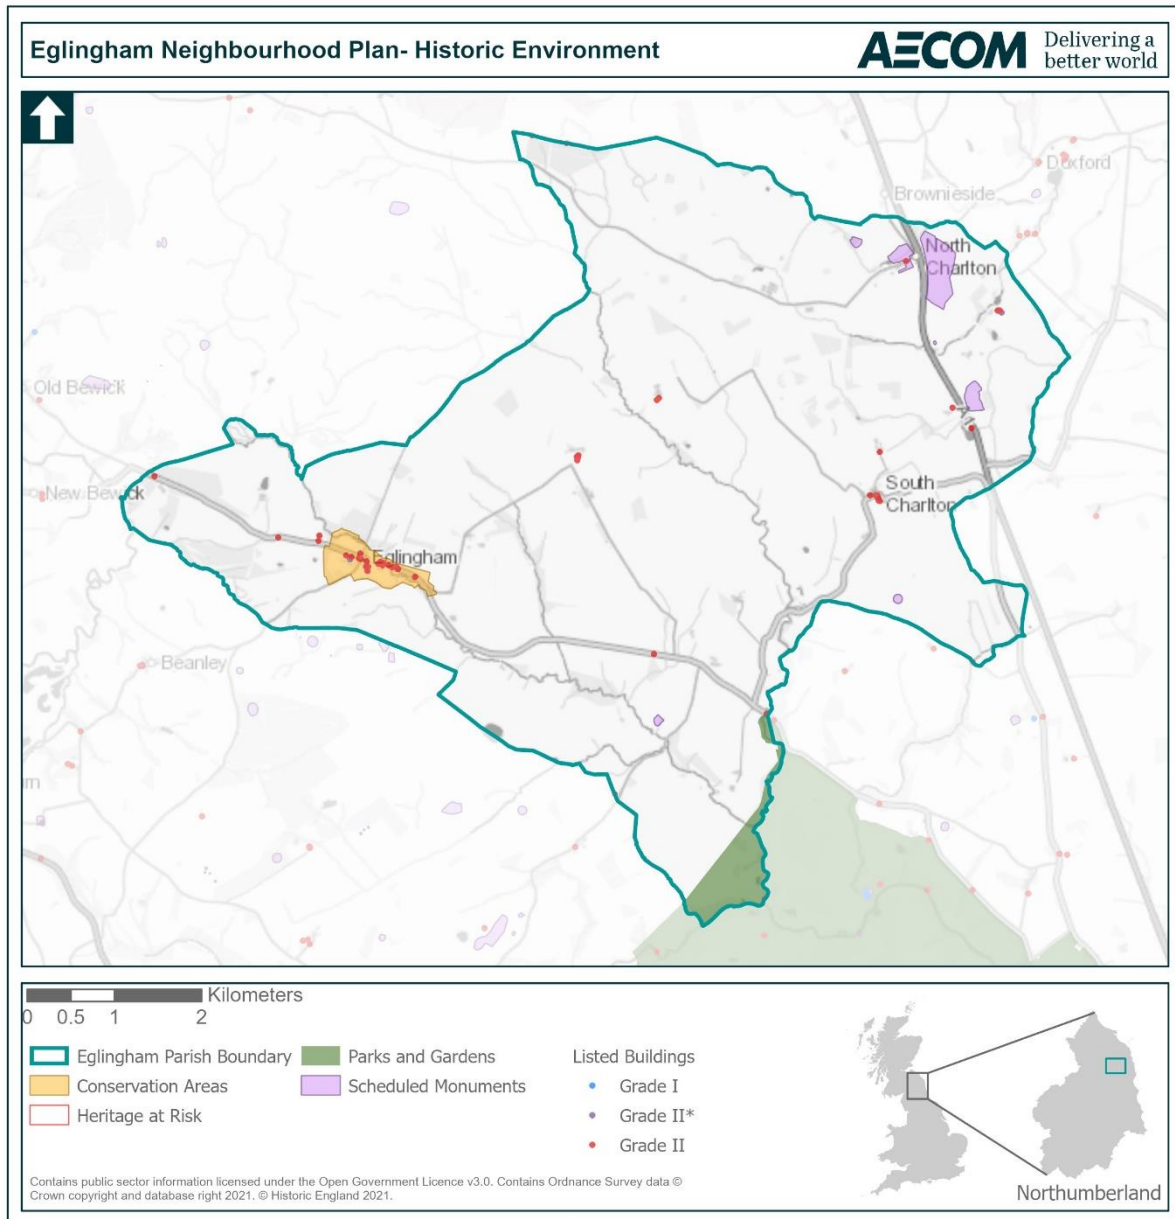 Eglingham Neighbourhood Plan- Historic Environment
AECOM
Delivering a
better world
Doxford
Brownieside
North
Charlton
Old Bewick
New Bewick
South
Charlton
Eglingham
Beanley
Kilometers
0 0.5 1 2
Eglingham Parish Boundary
Conservation Areas
Heritage at Risk
Parks and Gardens
Scheduled Monuments
Listed Buildings
Grade I
Grade II*
Grade II
Contains public sector information licensed under the Open Government Licence v3.0. Contains Ordnance Survey data ©
Crown copyright and database right 2021. © Historic England 2021.
Northumberland